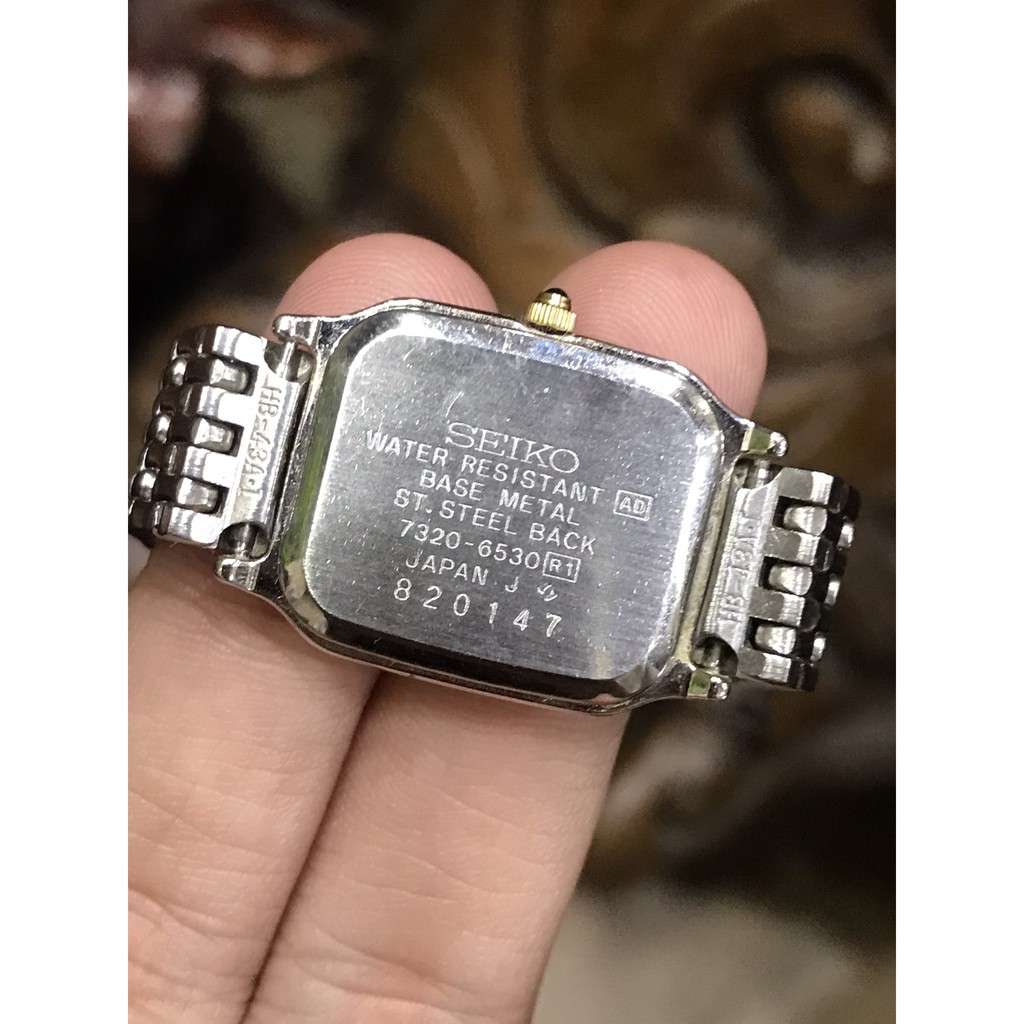 SEIKO
WATER RESISTANT AD
BASE METAL
ST. STEEL BACK
7320-6530 R1
JAPAN J
820147
HB-43A·I
HB-43A·I